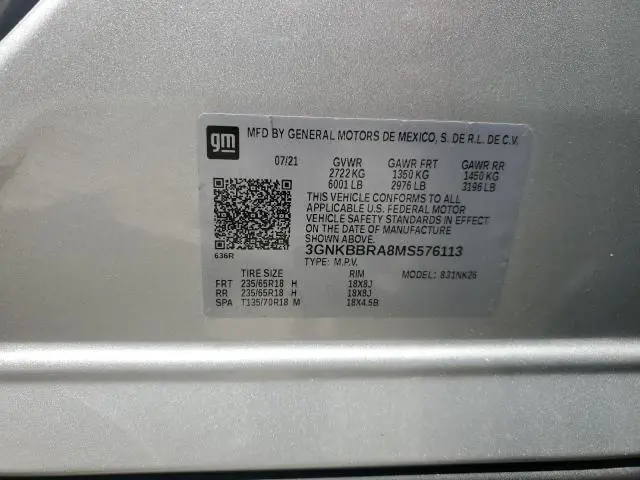 gm MFD BY GENERAL MOTORS DE MEXICO, S. DE R.L. DE C.V.
07/21 GVWR GAWR FRT GAWR RR
2722 KG 1350 KG 1450 KG
6001 LB 2976 LB 3196 LB
THIS VEHICLE CONFORMS TO ALL
APPLICABLE U.S. FEDERAL MOTOR
VEHICLE SAFETY STANDARDS IN EFFECT
ON THE DATE OF MANUFACTURE
SHOWN ABOVE.
636R 3GNKBBRA8MS576113
TYPE: M.P.V. MODEL: 831NK26
TIRE SIZE RIM
FRT 235/65R18 H 18X8J
RR 235/65R18 H 18X8J
SPA T135/70R18 M 18X4.5B